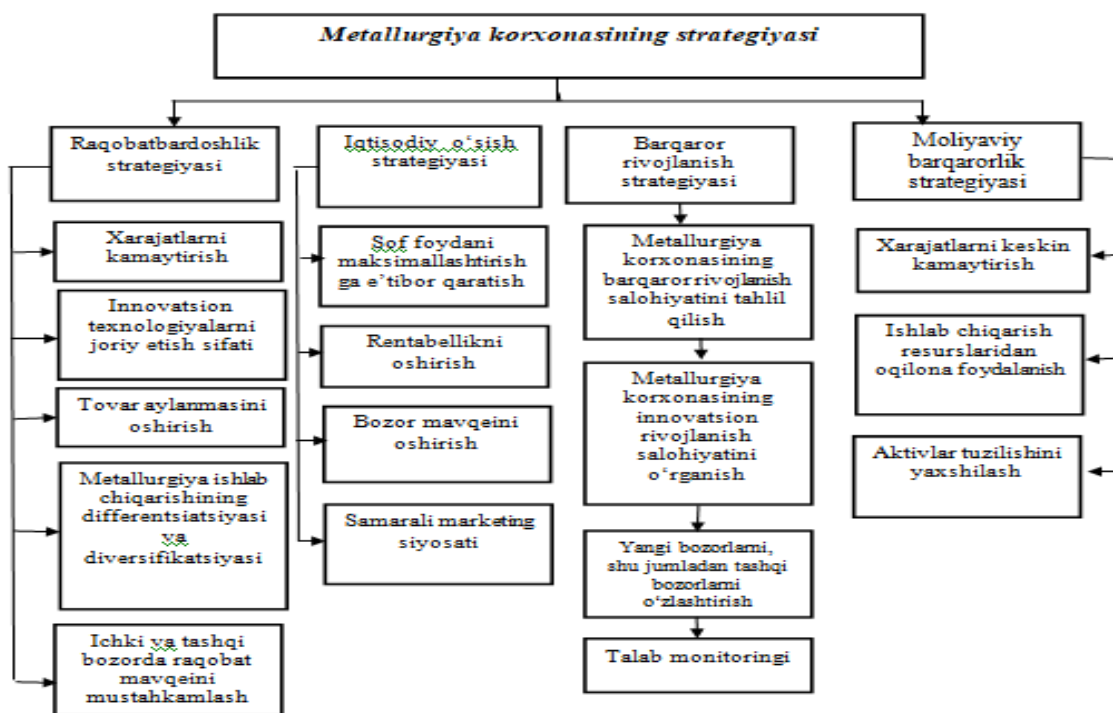 Metallurgiya korxonasining strategiyasi
Raqobatbardoshlik
strategiyasi
Xarajatlarni
kamaytirish
Innovatsion
texnologiyalarni
joriy etish sifati
Tovar aylanmasini
oshirish
Metallurgiya ishlab
chiqarishining
differentsiatsiyasi
va
diversifikatsiyasi
Ichki va tashqi
bozorda raqobat
mavqeini
mustahkamlash
Iqtisodiy o‘sish
strategiyasi
Sof foydani
maksimallashtirish
ga e’tibor qaratish
Rentabellikni
oshirish
Bozor mavqeini
oshirish
Samarali marketing
siyosati
Barqaror
rivojlanish
strategiyasi
Metallurgiya
korxonasining
barqaror rivojlanish
salohiyatini tahlil
qilish
Metallurgiya
korxonasining
innovatsion
rivojlanish
salohiyatini
o‘rganish
Yangi bozorlarni,
shu jumladan tashqi
bozorlarni
o‘zlashtirish
Talab monitoringi
Moliyaviy
barqarorlik
strategiyasi
Xarajatlarni keskin
kamaytirish
Ishlab chiqarish
resurslaridan
oqilona foydalanish
Aktivlar tuzilishini
yaxshilash